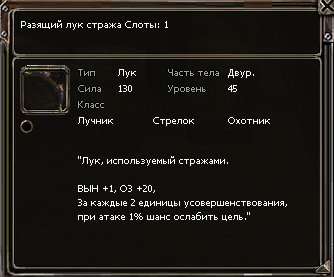 Разящий лук стража Слоты: 1
Тип Лук Часть тела Двур.
Сила 130 Уровень 45
Класс
Лучник Стрелок Охотник
"Лук, используемый стражами.
ВЫН +1, ОЗ +20,
За каждые 2 единицы усовершенствования,
при атаке 1% шанс ослабить цель."